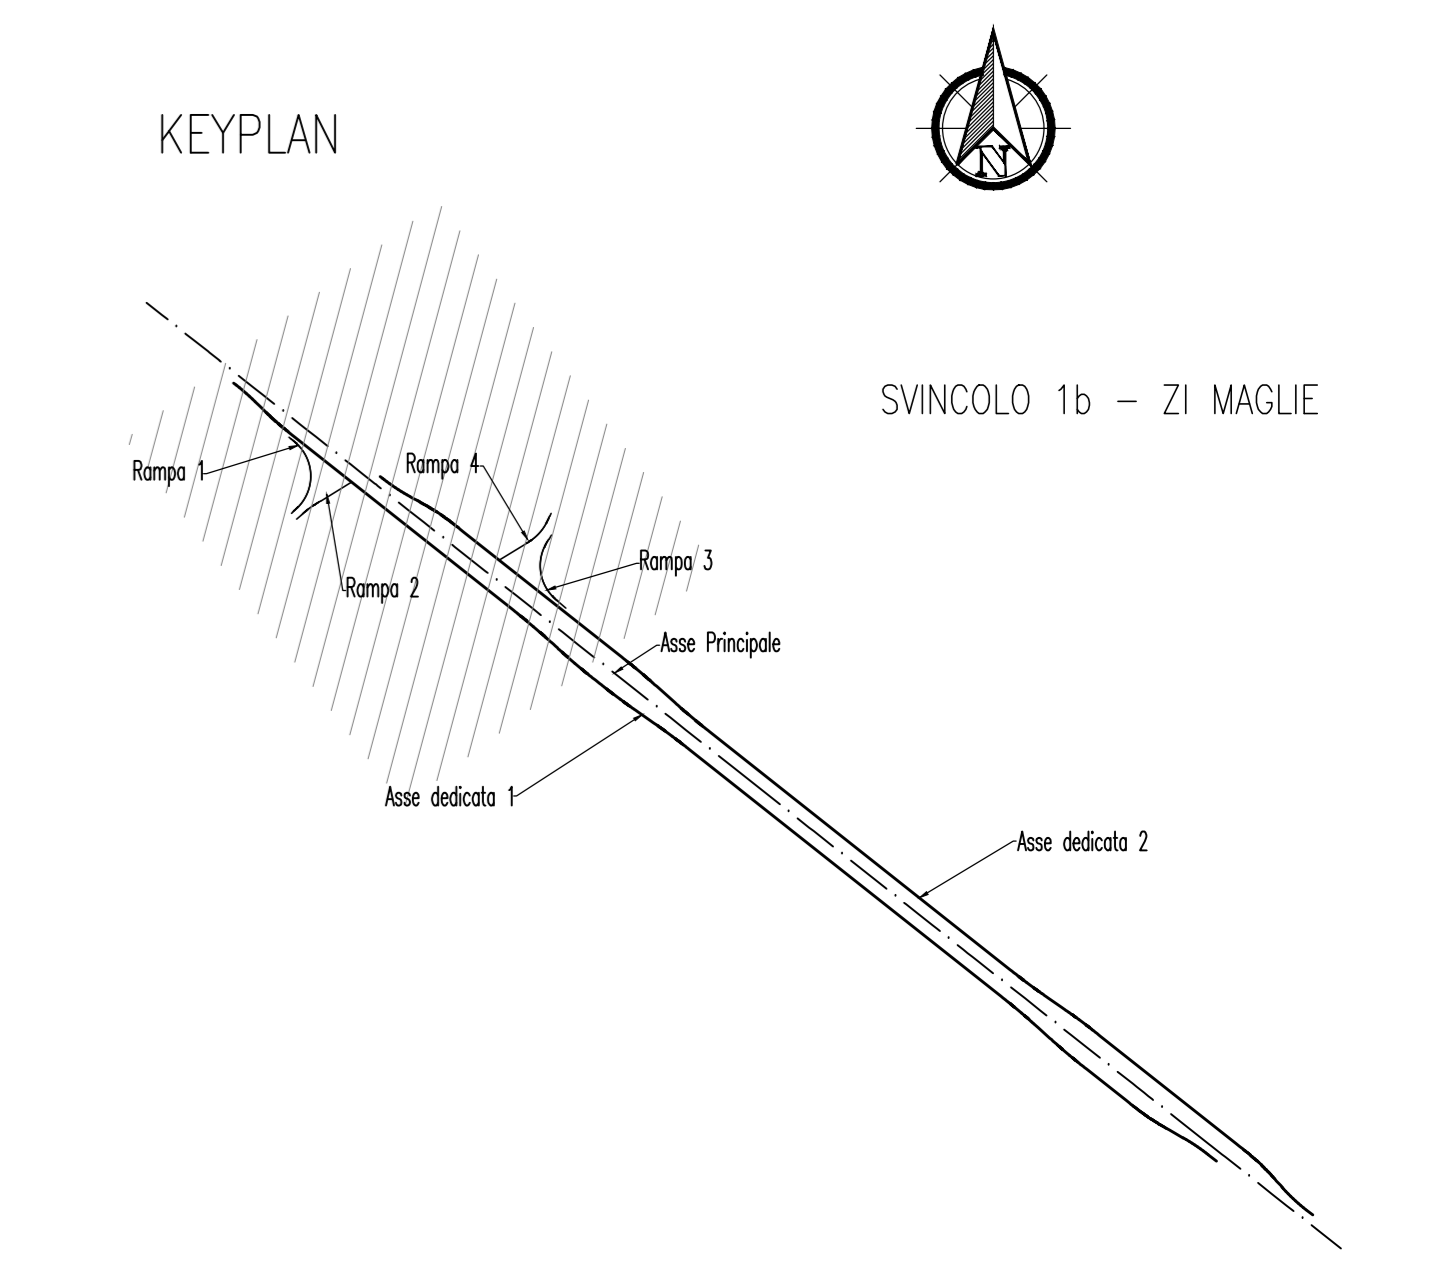 KEYPLAN
N
SVINCOLO 1b - ZI MAGLIE
Rampa 1
Rampa 4
Rampa 2
Rampa 3
Asse Principale
Asse dedicata 1
Asse dedicata 2